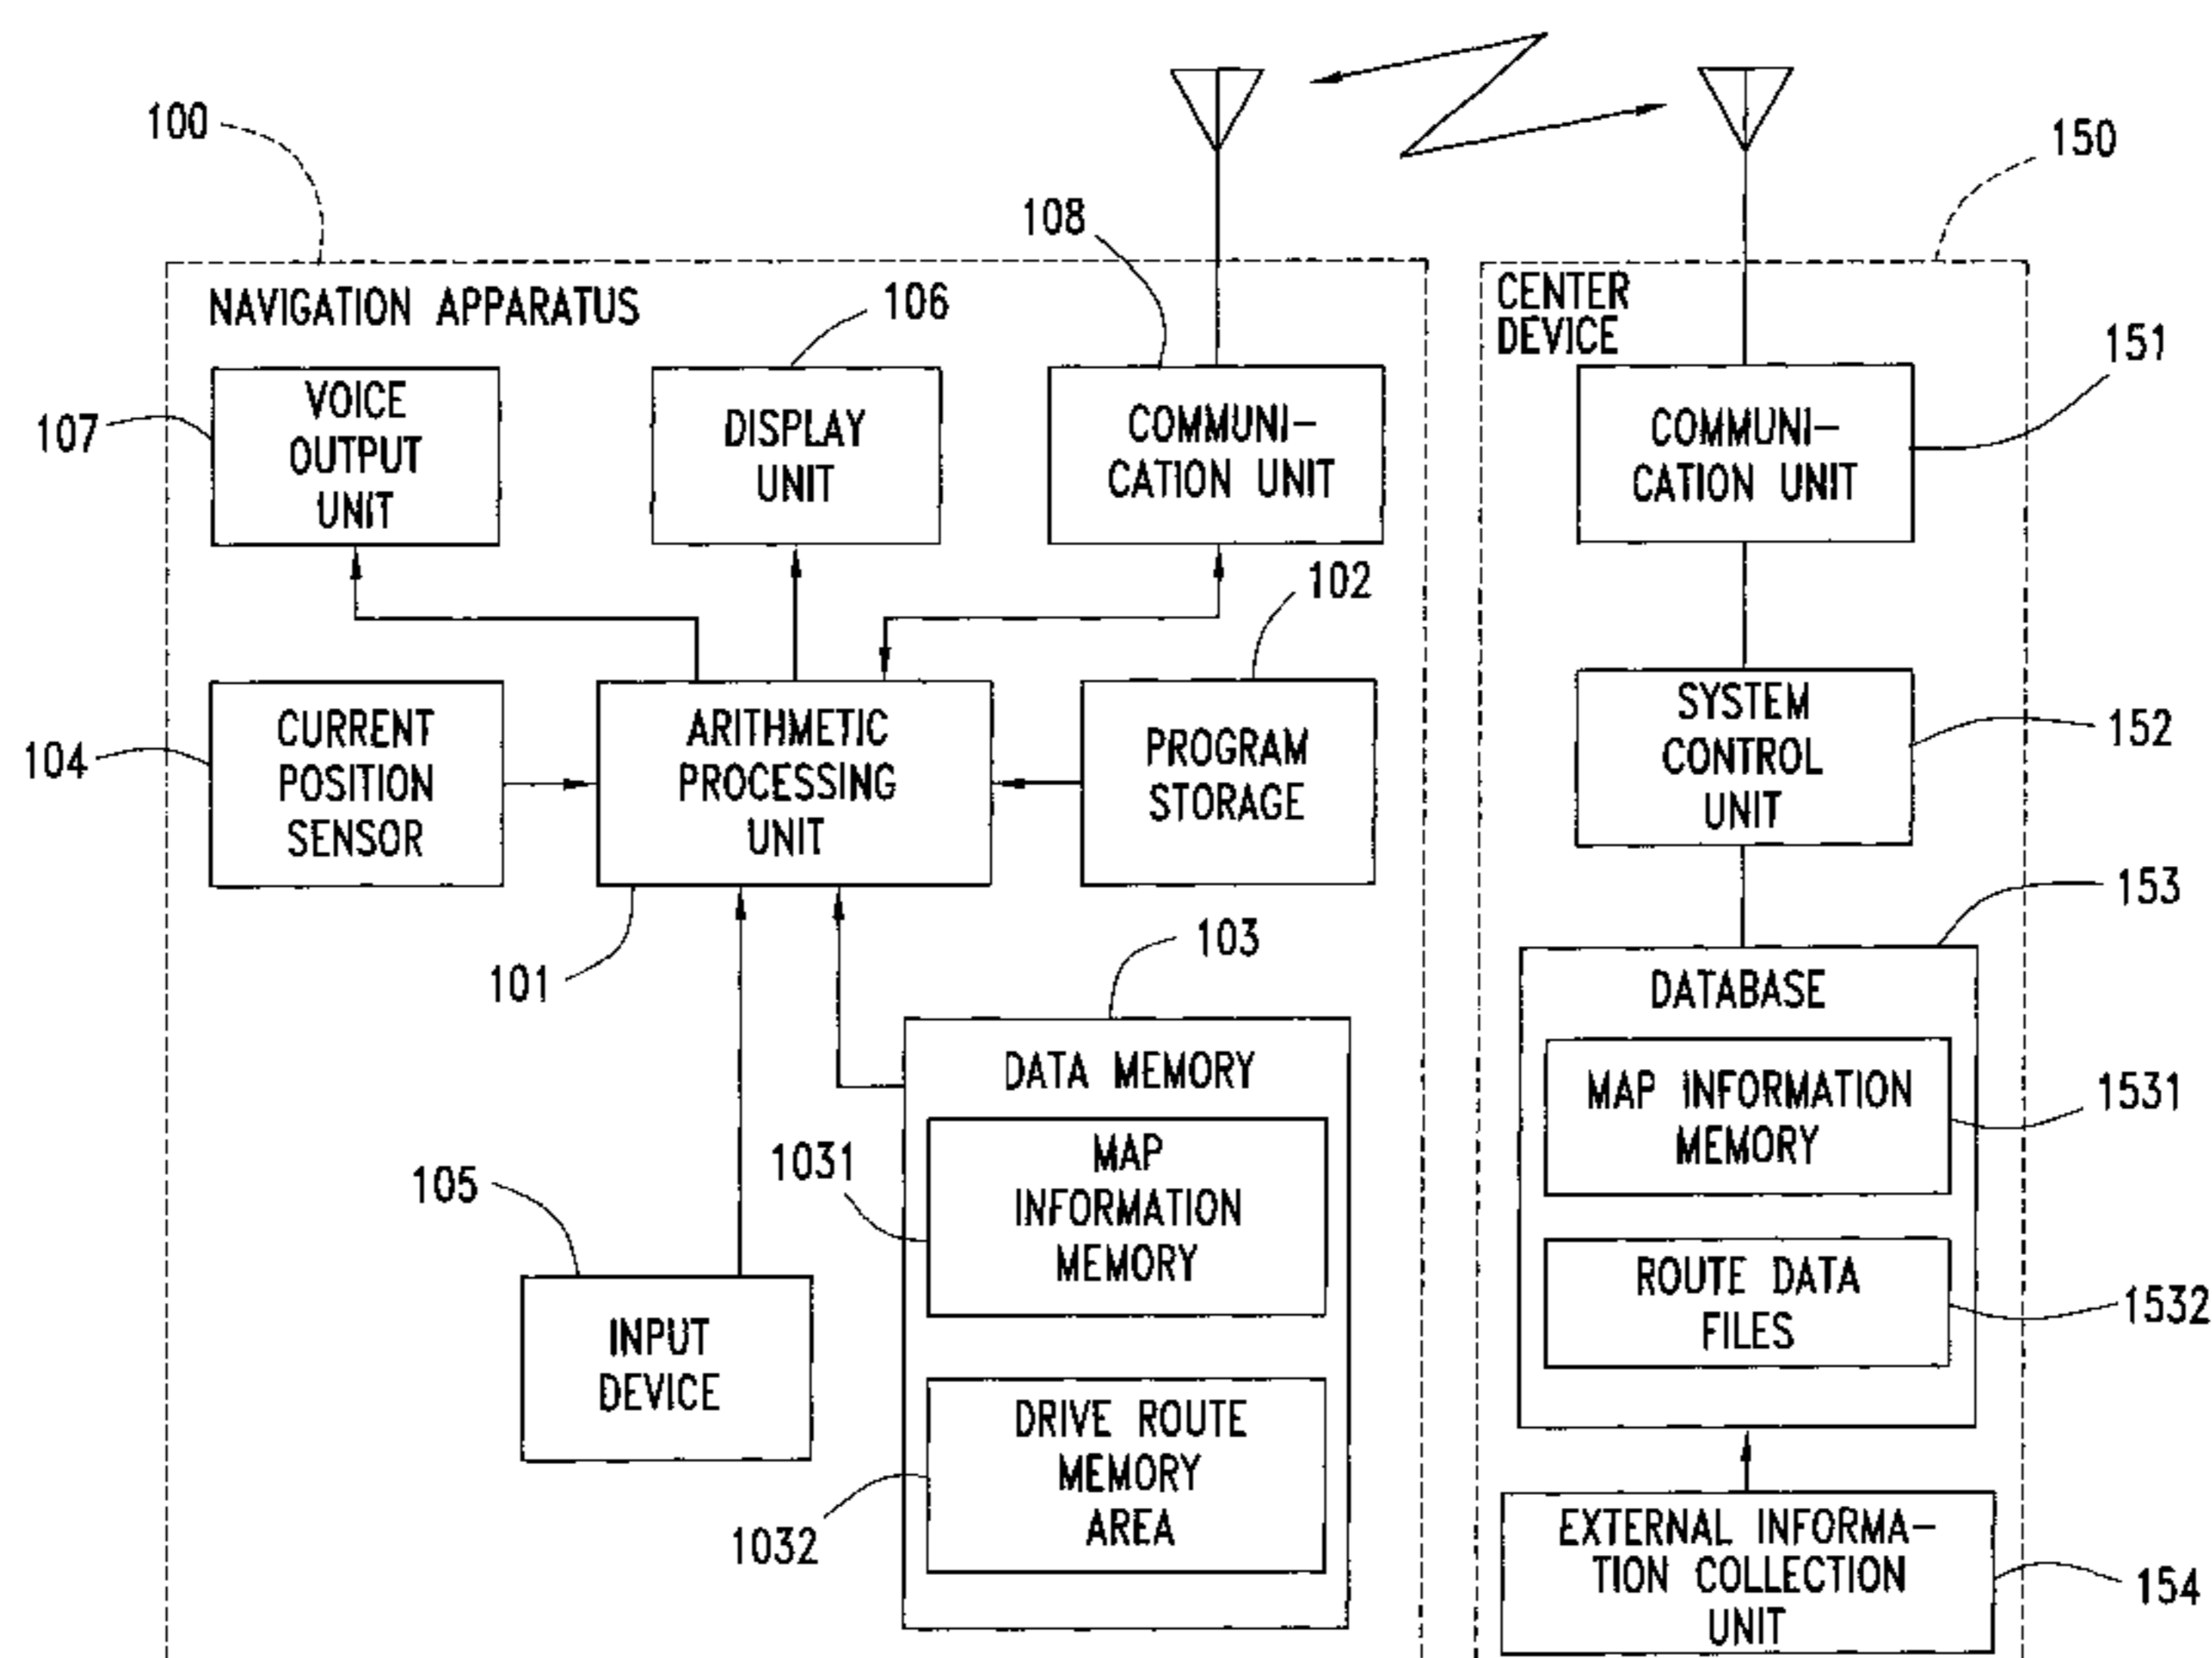 100
150
108
NAVIGATION APPARATUS
106
CENTER
DEVICE
151
107
VOICE
OUTPUT
UNIT
DISPLAY
UNIT
COMMUNI-
CATION UNIT
COMMUNI-
CATION UNIT
102
104
CURRENT
POSITION
SENSOR
ARITHMETIC
PROCESSING
UNIT
PROGRAM
STORAGE
SYSTEM
CONTROL
UNIT
152
101
103
153
DATABASE
DATA MEMORY
MAP INFORMATION
MEMORY
1531
105
1031
MAP
INFORMATION
MEMORY
ROUTE DATA
FILES
1532
INPUT
DEVICE
DRIVE ROUTE
MEMORY
AREA
1032
EXTERNAL INFORMA-
TION COLLECTION
UNIT
154